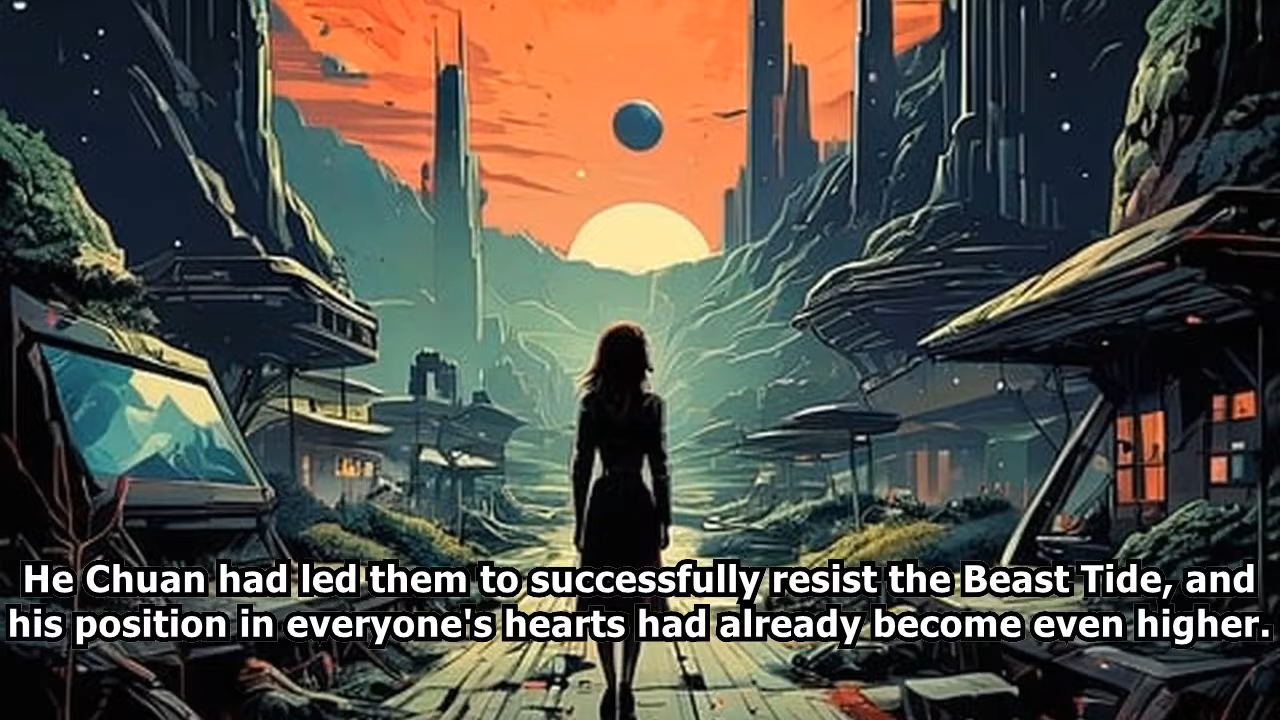 He Chuan had led them to successfully resist the Beast Tide, and
his position in everyone's hearts had already become even higher.